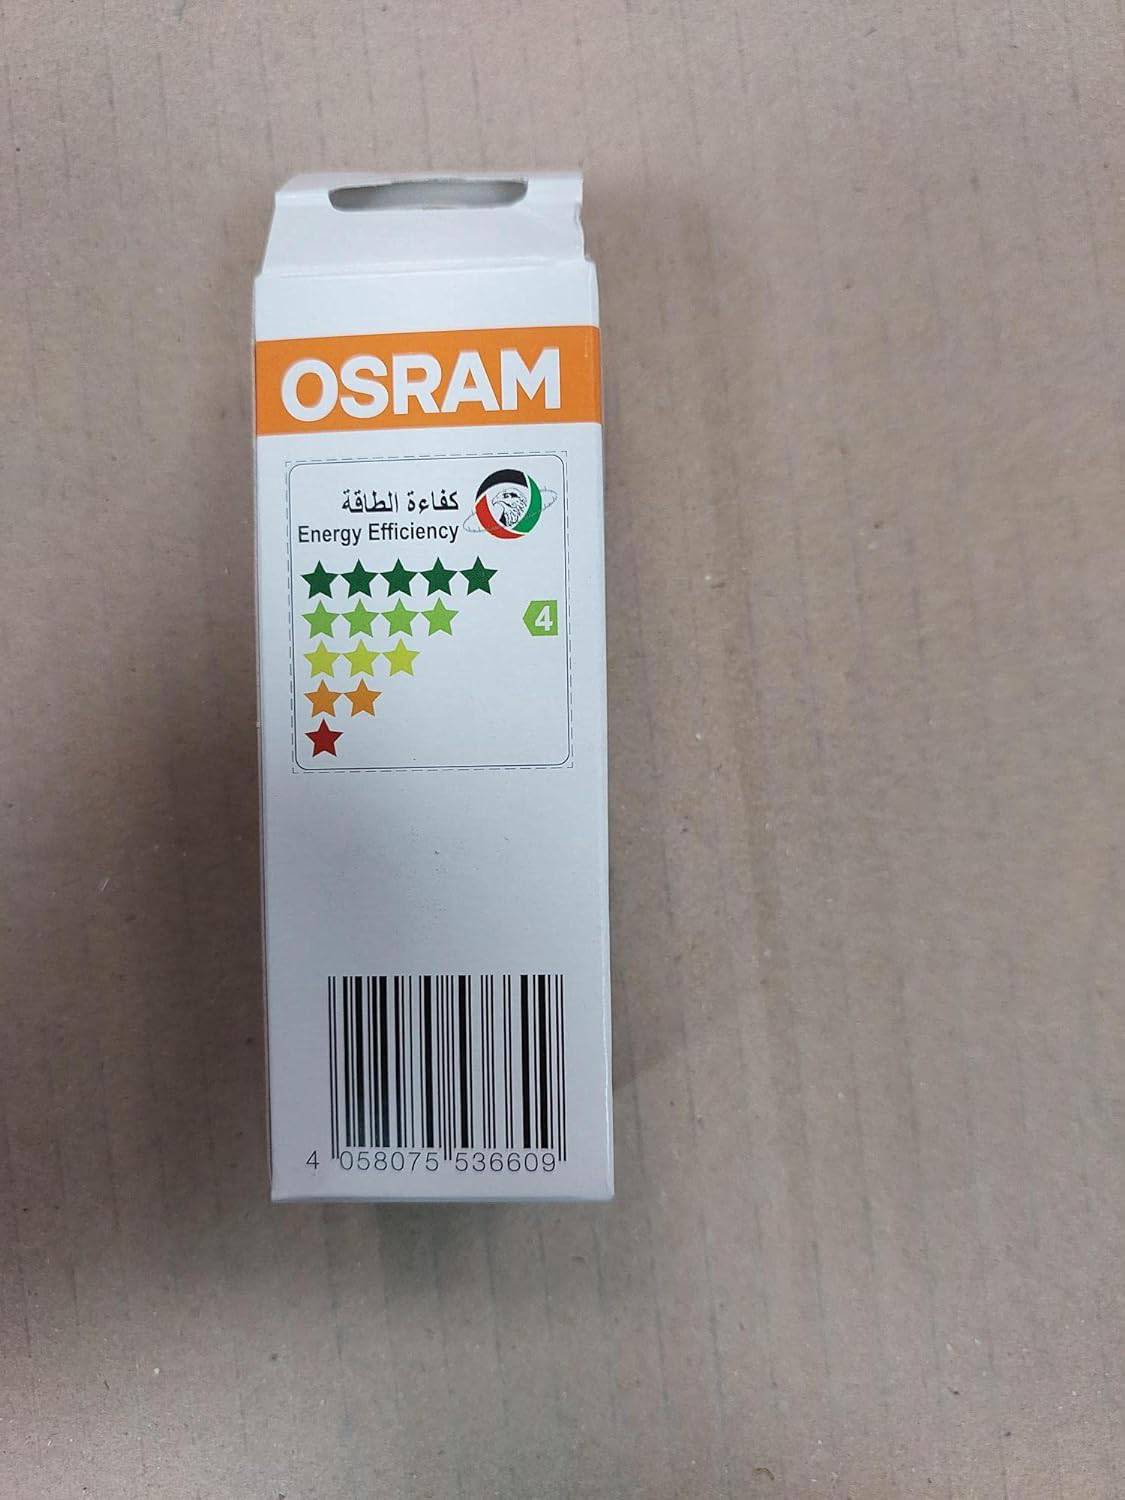 OSRAM
كفاءة الطاقة
Energy Efficiency
4
4 058075 536609